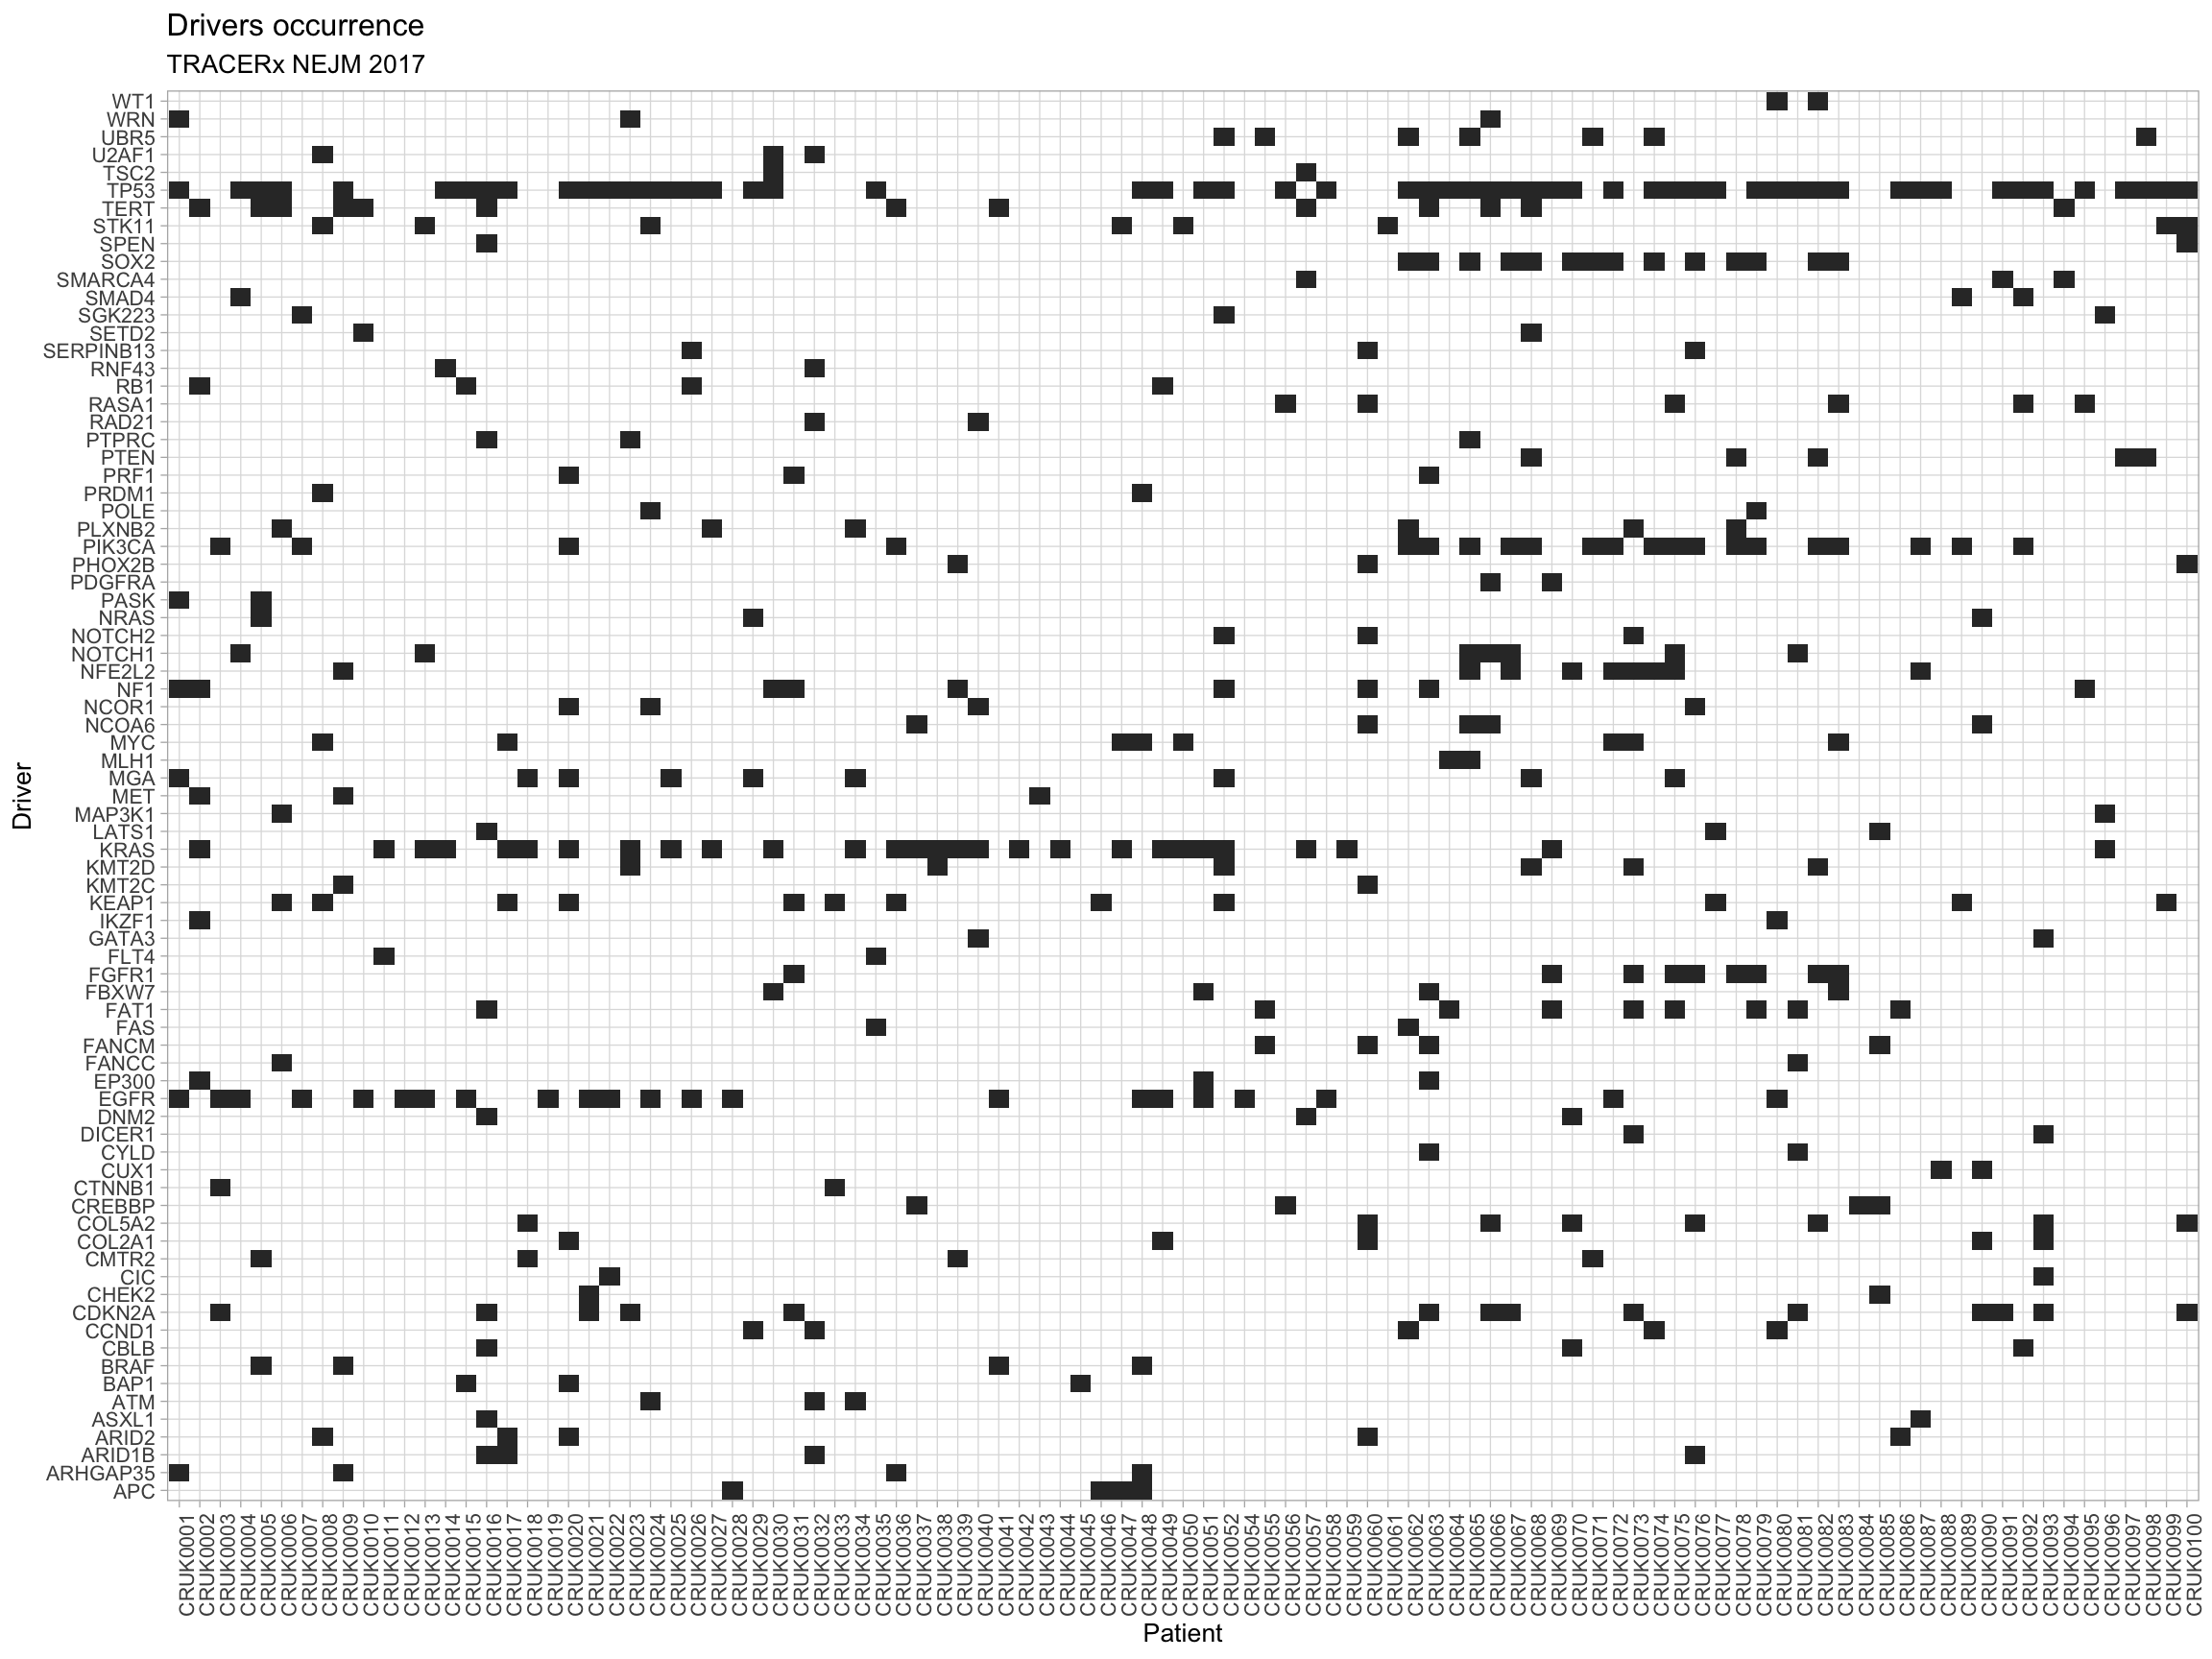 Drivers occurrence
TRACERx NEJM 2017
Driver
WT1
WRN
UBR5
U2AF1
TSC2
TP53
TERT
STK11
SPEN
SOX2
SMARCA4
SMAD4
SGK223
SETD2
SERPINB13
RNF43
RB1
RASA1
RAD21
PTPRC
PTEN
PRF1
PRDM1
POLE
PLXNB2
PIK3CA
PHOX2B
PDGFRA
PASK
NRAS
NOTCH2
NOTCH1
NFE2L2
NF1
NCOR1
NCOA6
MYC
MLH1
MGA
MET
MAP3K1
LATS1
KRAS
KMT2D
KMT2C
KEAP1
IKZF1
GATA3
FLT4
FGFR1
FBXW7
FAT1
FAS
FANCM
FANCC
EP300
EGFR
DNM2
DICER1
CYLD
CUX1
CTNNB1
CREBBP
COL5A2
COL2A1
CMTR2
CIC
CHEK2
CDKN2A
CCND1
CBLB
BRAF
BAP1
ATM
ASXL1
ARID2
ARID1B
ARHGAP35
APC
CRUK0001
CRUK0002
CRUK0003
CRUK0004
CRUK0005
CRUK0006
CRUK0007
CRUK0008
CRUK0009
CRUK0010
CRUK0011
CRUK0012
CRUK0013
CRUK0014
CRUK0015
CRUK0016
CRUK0017
CRUK0018
CRUK0019
CRUK0020
CRUK0021
CRUK0022
CRUK0023
CRUK0024
CRUK0025
CRUK0026
CRUK0027
CRUK0028
CRUK0029
CRUK0030
CRUK0031
CRUK0032
CRUK0033
CRUK0034
CRUK0035
CRUK0036
CRUK0037
CRUK0038
CRUK0039
CRUK0040
CRUK0041
CRUK0042
CRUK0043
CRUK0044
CRUK0045
CRUK0046
CRUK0047
CRUK0048
CRUK0049
CRUK0050
CRUK0051
CRUK0052
CRUK0054
CRUK0055
CRUK0056
CRUK0057
CRUK0058
CRUK0059
CRUK0060
CRUK0061
CRUK0062
CRUK0063
CRUK0064
CRUK0065
CRUK0066
CRUK0067
CRUK0068
CRUK0069
CRUK0070
CRUK0071
CRUK0072
CRUK0073
CRUK0074
CRUK0075
CRUK0076
CRUK0077
CRUK0078
CRUK0079
CRUK0080
CRUK0081
CRUK0082
CRUK0083
CRUK0084
CRUK0085
CRUK0086
CRUK0087
CRUK0088
CRUK0089
CRUK0090
CRUK0091
CRUK0092
CRUK0093
CRUK0094
CRUK0095
CRUK0096
CRUK0097
CRUK0098
CRUK0099
CRUK0100
Patient